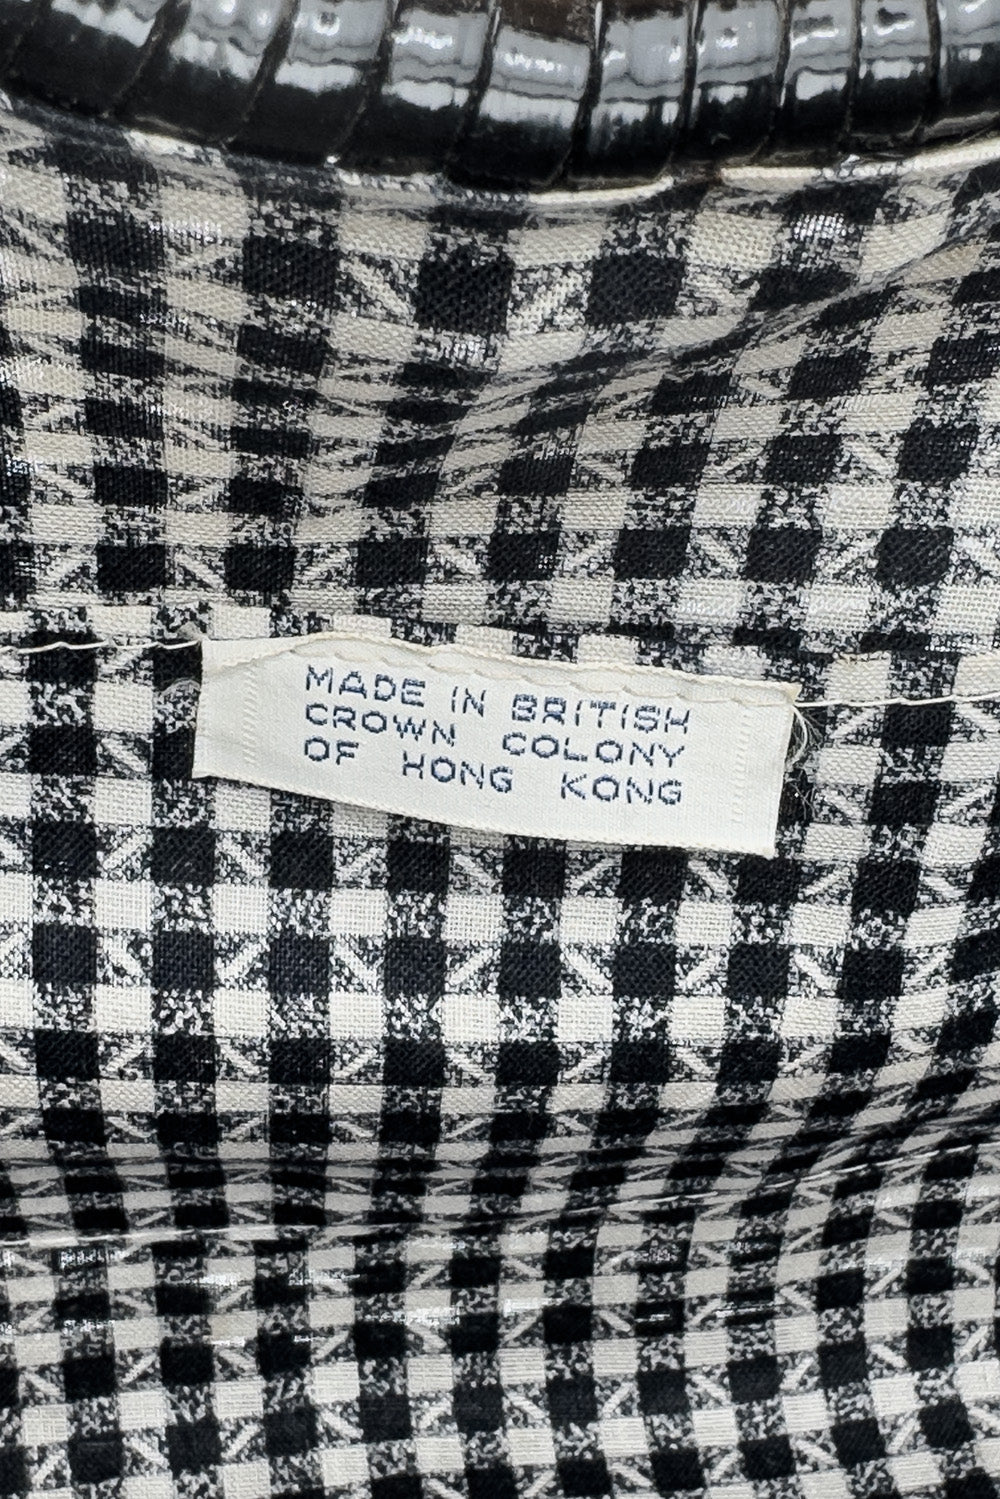 MADE IN BRITISH
CROWN COLONY
OF HONG KONG